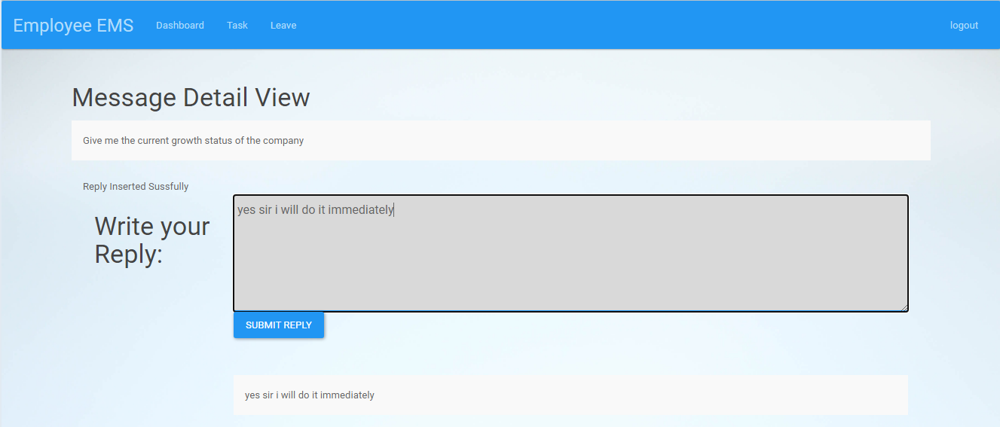 Employee EMS Dashboard Task Leave logout
Message Detail View
Give me the current growth status of the company
Reply Inserted Sussfully
yes sir i will do it immediately
Write your
Reply:
SUBMIT REPLY
yes sir i will do it immediately